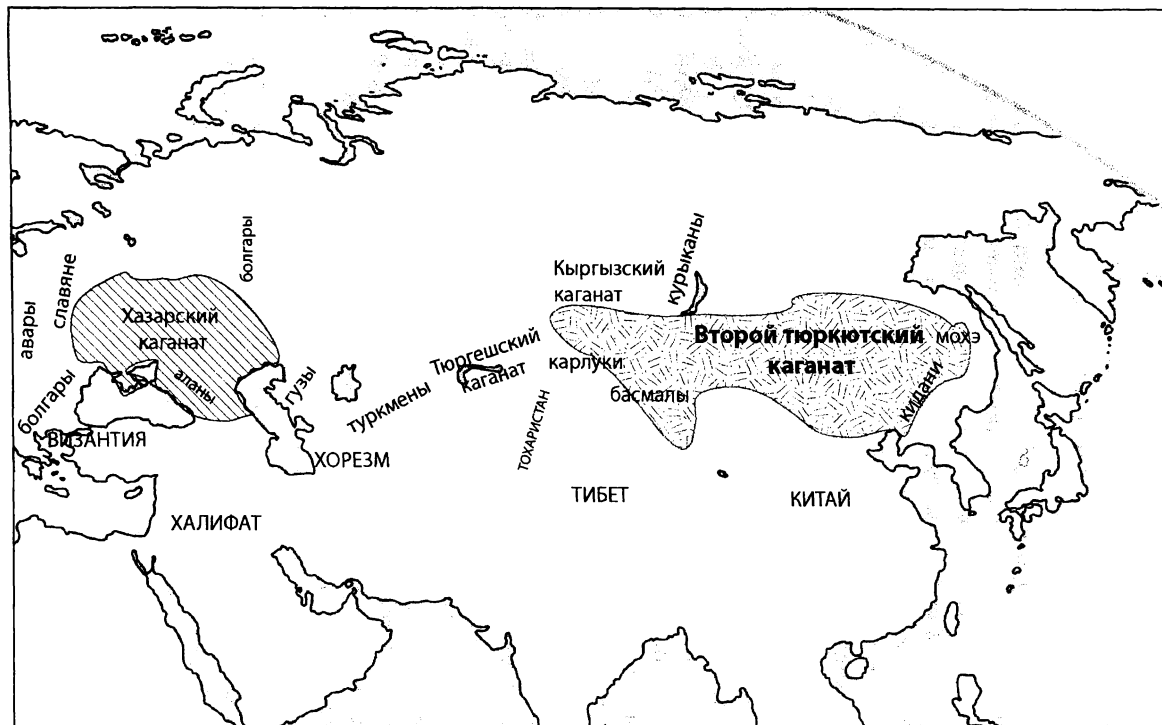 авары
славяне
болгары
болгары
Хазарский
каганат
аланы
ВИЗАНТИЯ
гузы
ХОРЕЗМ
ХАЛИФАТ
туркмены
Тюргешский
каганат
Кыргызский
каганат
курыканы
карлуки
басмалы
ТОХАРИСТАН
Второй тюркютский
каганат
мохэ
кидани
ТИБЕТ
КИТАЙ